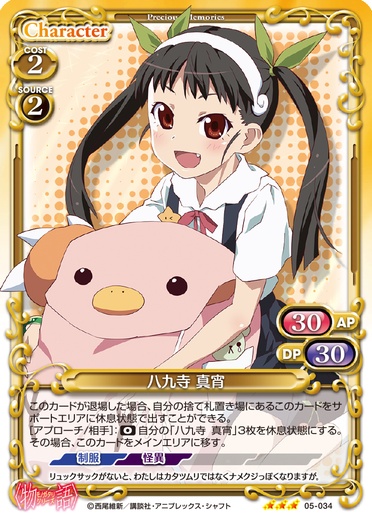 Precious Memories
Character
COST
2
SOURCE
2
30 AP
DP 30
八九寺 真宵
このカードが退場した場合、自分の捨て札置き場にあるこのカードをサ
ポートエリアに休息状態で出すことができる。
[アプローチ/相手]:自分の「八九寺 真宵」3枚を休息状態にする。
その場合、このカードをメインエリアに移す。
制服 怪異
リュックサックがないと、わたしはカタツムリではなくナメクジっぽくなりますが。
物語
©西尾維新/講談社・アニプレックス・シャフト
05-034